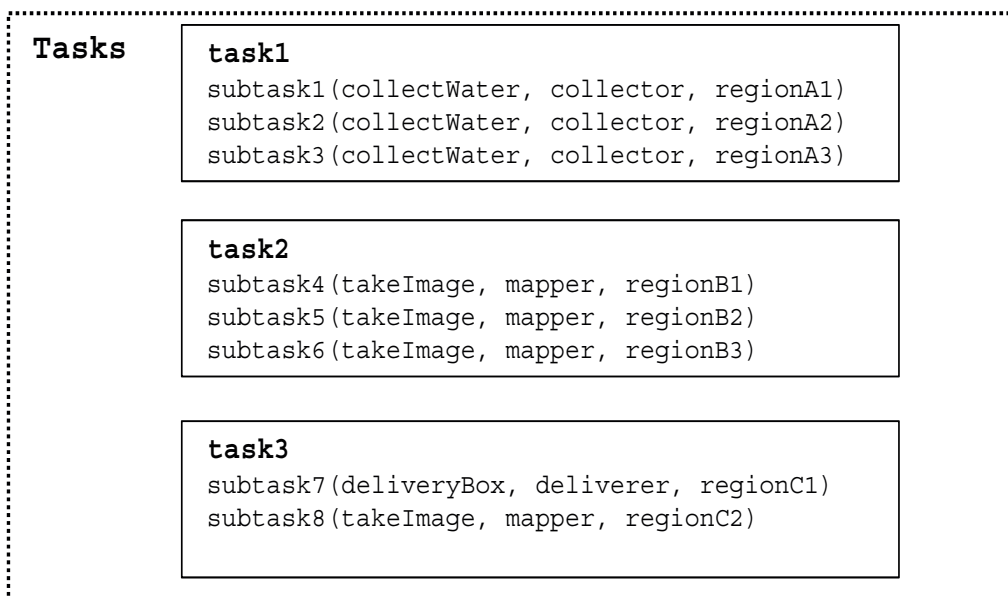 Tasks
task1
subtask1(collectWater, collector, regionA1)
subtask2(collectWater, collector, regionA2)
subtask3(collectWater, collector, regionA3)
task2
subtask4(takeImage, mapper, regionB1)
subtask5(takeImage, mapper, regionB2)
subtask6(takeImage, mapper, regionB3)
task3
subtask7(deliveryBox, deliverer, regionC1)
subtask8(takeImage, mapper, regionC2)